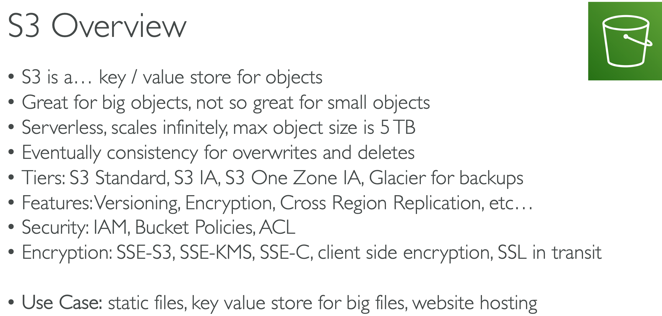 S3 Overview
• S3 is a… key / value store for objects
• Great for big objects, not so great for small objects
• Serverless, scales infinitely, max object size is 5 TB
• Eventually consistency for overwrites and deletes
• Tiers: S3 Standard, S3 IA, S3 One Zone IA, Glacier for backups
• Features: Versioning, Encryption, Cross Region Replication, etc…
• Security: IAM, Bucket Policies, ACL
• Encryption: SSE-S3, SSE-KMS, SSE-C, client side encryption, SSL in transit
• Use Case: static files, key value store for big files, website hosting